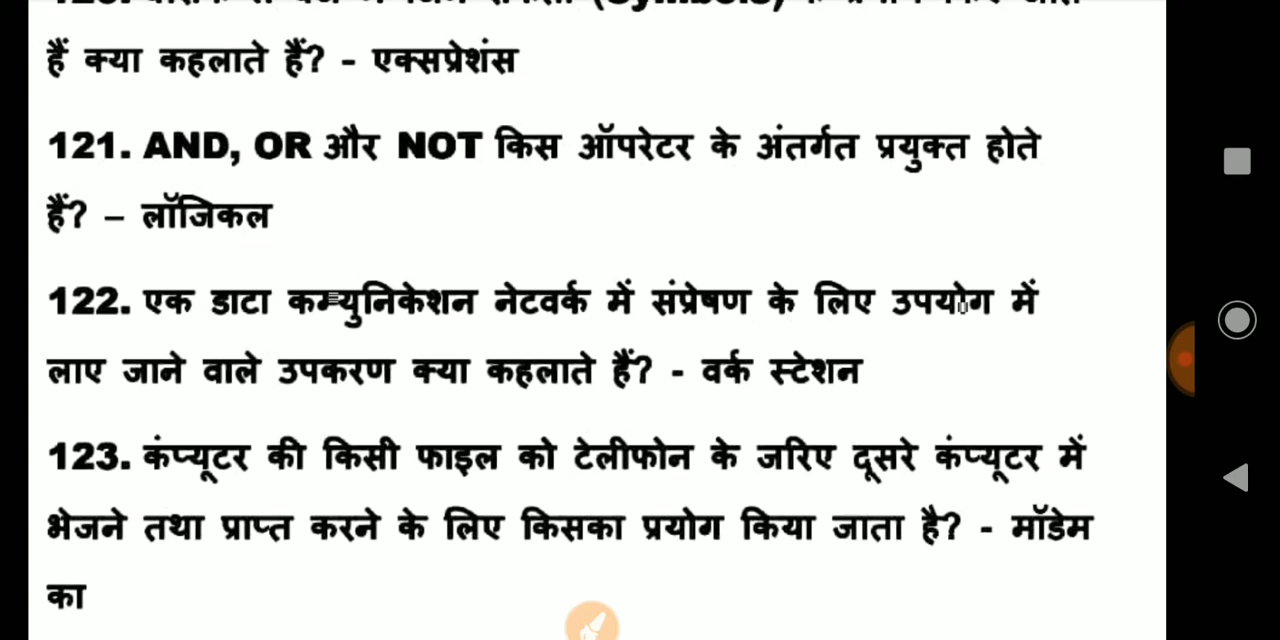 (Symbols)
हैं क्या कहलाते हैं? - एक्सप्रेशंस
121. AND, OR और NOT किस ऑपरेटर के अंतर्गत प्रयुक्त होते
हैं? – लॉजिकल
122. एक डाटा कम्युनिकेशन नेटवर्क में संप्रेषण के लिए उपयोग में
लाए जाने वाले उपकरण क्या कहलाते हैं? - वर्क स्टेशन
123. कंप्यूटर की किसी फाइल को टेलीफोन के जरिए दूसरे कंप्यूटर में
भेजने तथा प्राप्त करने के लिए किसका प्रयोग किया जाता है? - मॉडेम
का